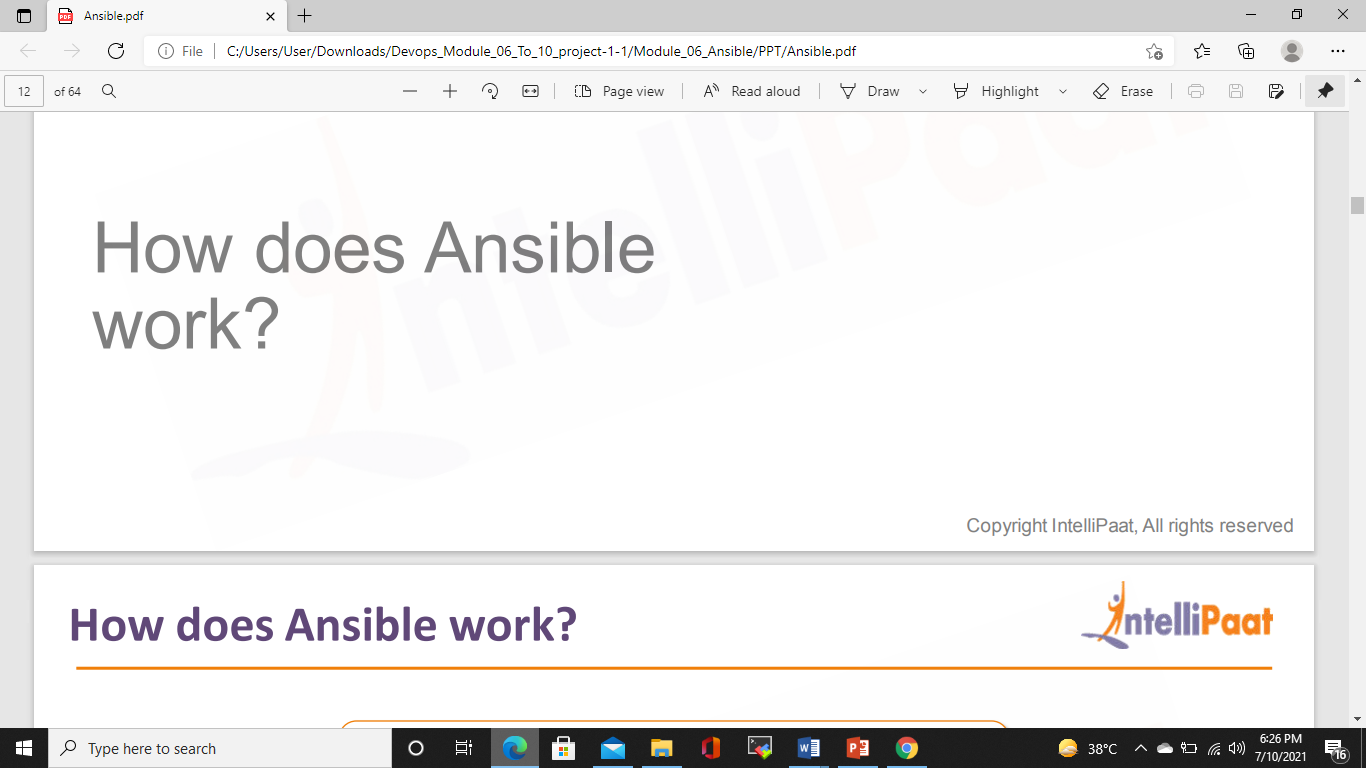 Ansible.pdf
File
C:/Users/User/Downloads/Devops_Module_06_To_10_project-1-1/Module_06_Ansible/PPT/Ansible.pdf
12 of 64
Page view
Read aloud
Draw
Highlight
Erase
IntelliPaat
How does Ansible
work?
Copyright IntelliPaat, All rights reserved
How does Ansible work?
IntelliPaat
Type here to search
38°C
6:26 PM
7/10/2021
16